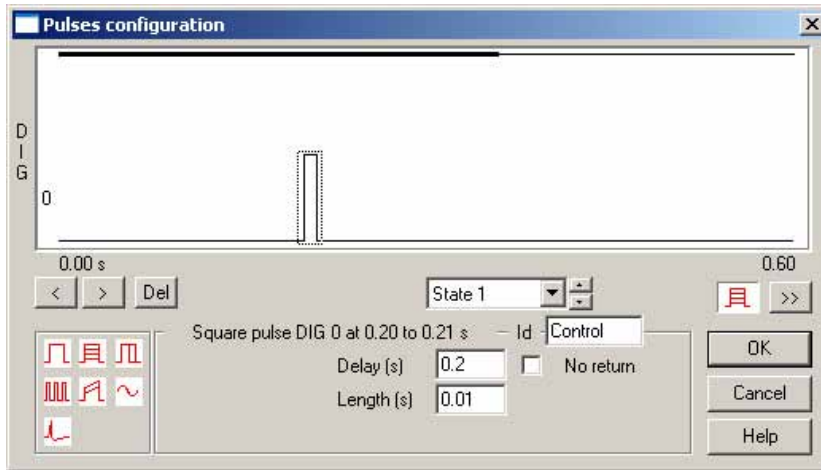 Pulses configuration
DIG
0
0.00 s
0.60
< > Del
State 1
>>
Square pulse DIG 0 at 0.20 to 0.21 s
Id Control
Delay (s) 0.2
No return
Length (s) 0.01
OK
Cancel
Help